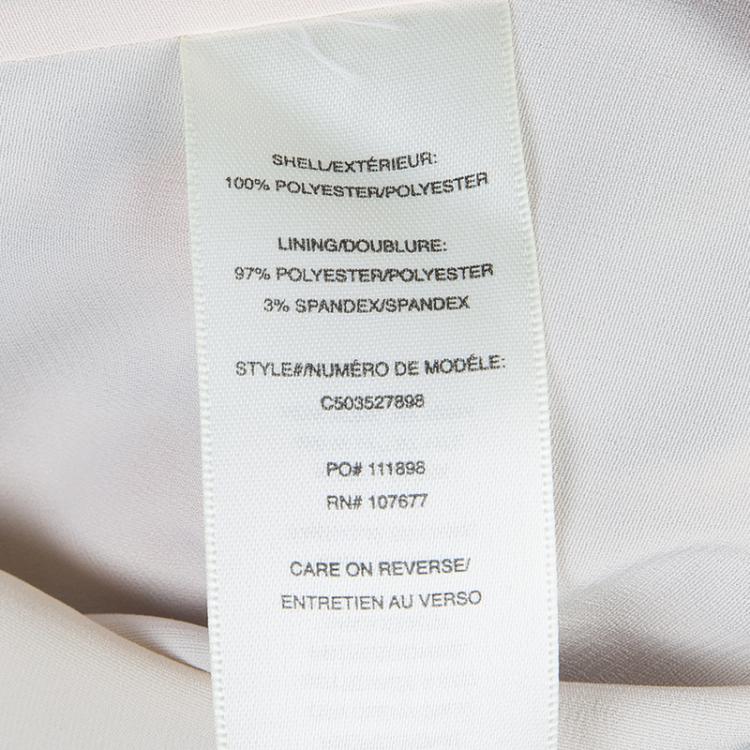 SHELL/EXTÉRIEUR:
100% POLYESTER/POLYESTER
LINING/DOUBLURE:
97% POLYESTER/POLYESTER
3% SPANDEX/SPANDEX
STYLE#/NUMÉRO DE MODÉLE:
C503527898
PO# 111898
RN# 107677
CARE ON REVERSE/
ENTRETIEN AU VERSO